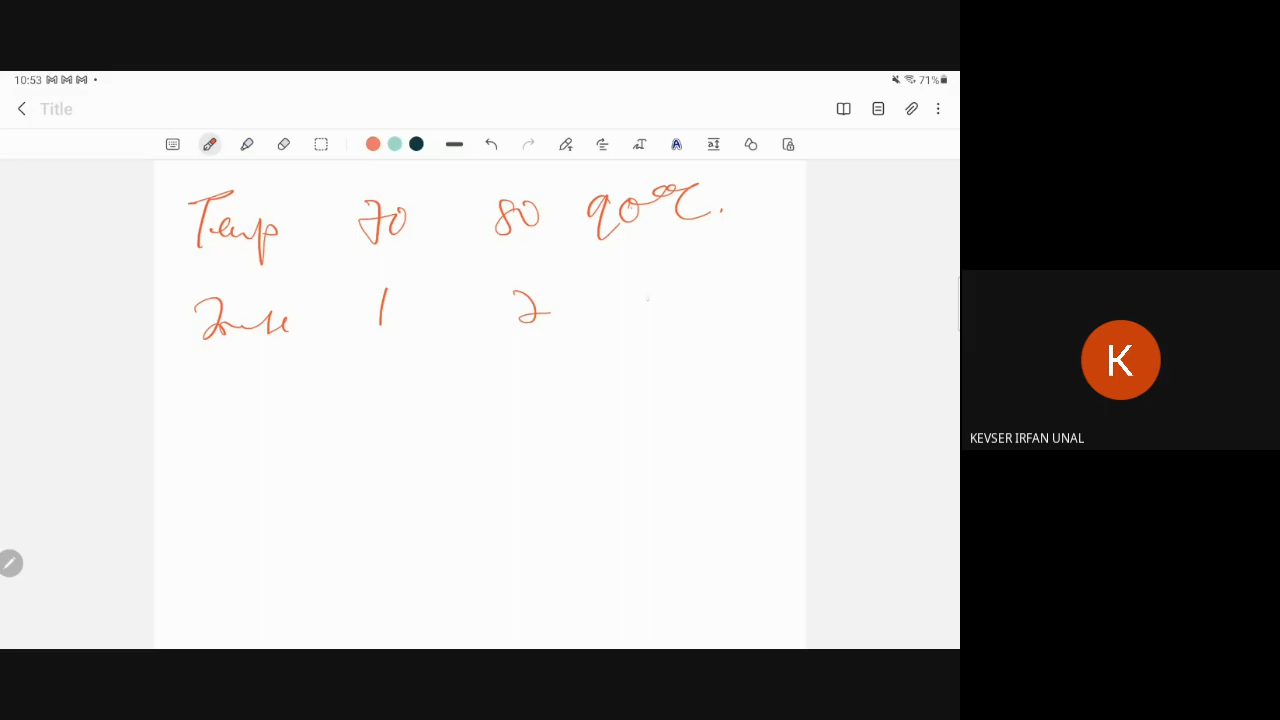 10:53
71%
Title
Temp 70 80 90°C.
1 2
K
KEVSER IRFAN UNAL